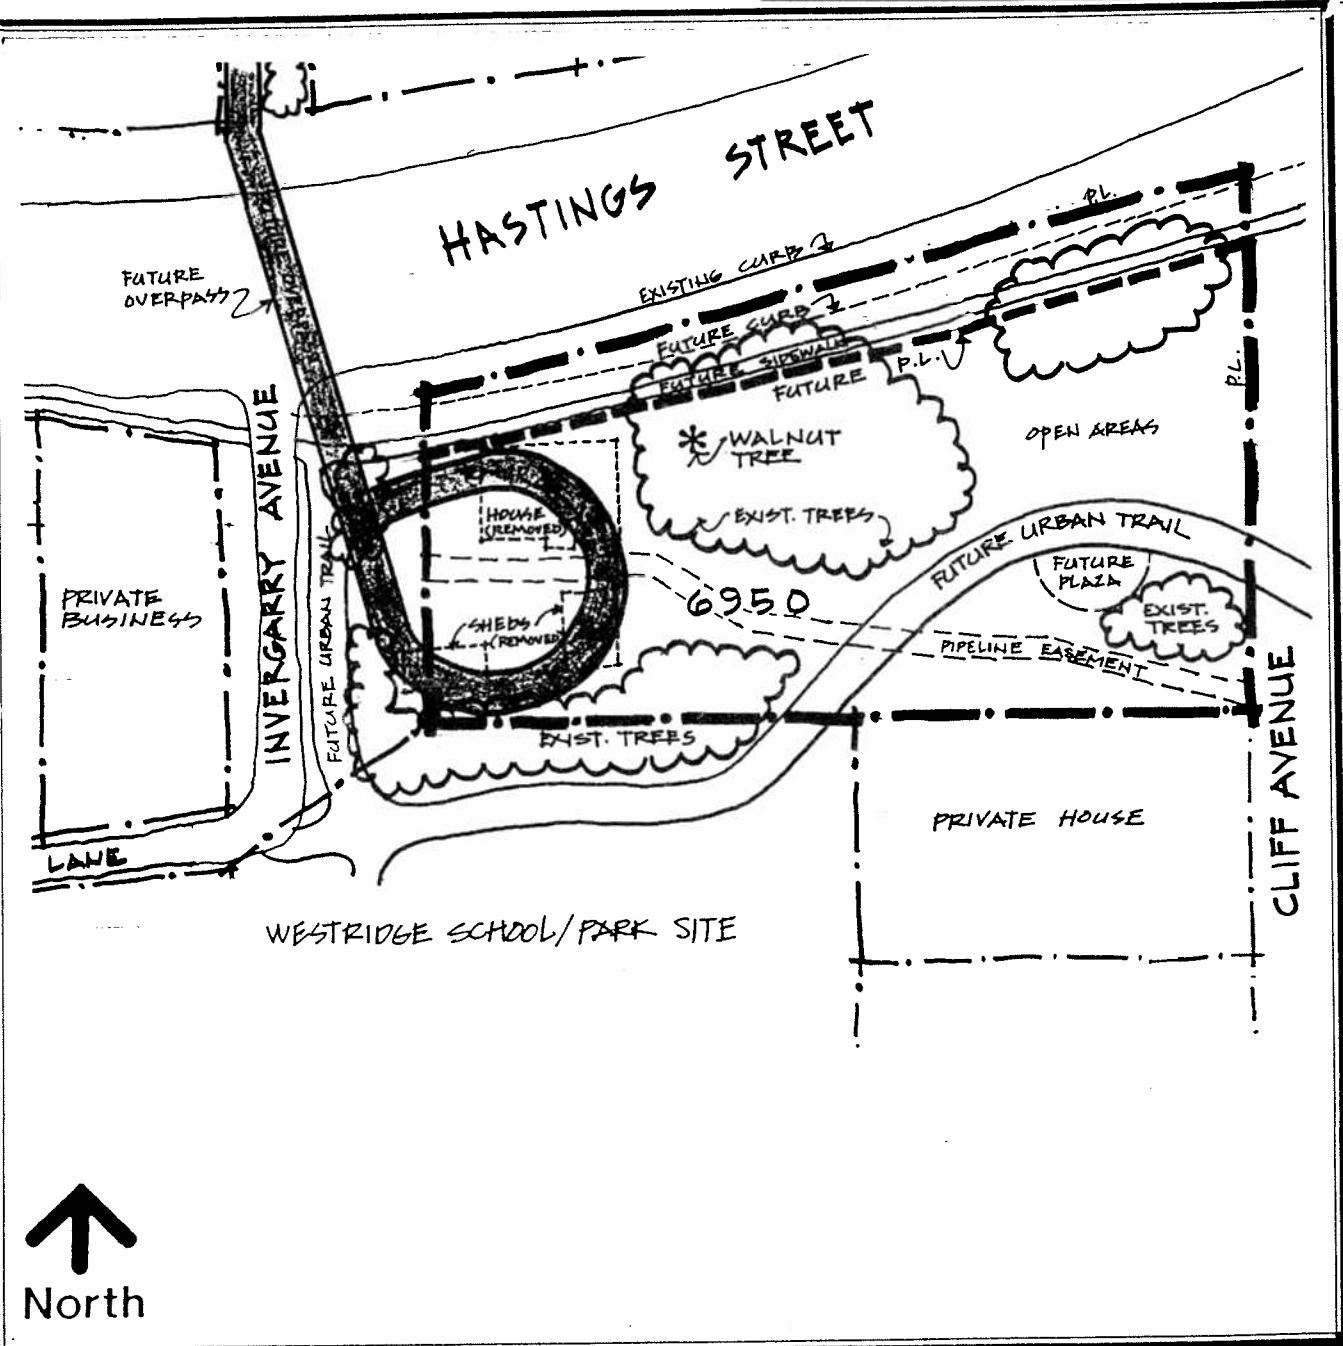 HASTINGS STREET
P.L.
FUTURE
OVERPASS
EXISTING CURB
FUTURE CURB
FUTURE SIDEWALK
FUTURE
P.L.
P.L.
WALNUT
TREE
OPEN AREAS
INVERGARRY AVENUE
HOUSE
(REMOVED)
EXIST. TREES
FUTURE URBAN TRAIL
FUTURE
PLAZA
PRIVATE
BUSINESS
FUTURE URBAN TRAIL
6950
EXIST.
TREES
SHEDS
(REMOVED)
PIPELINE EASEMENT
EXIST. TREES
CLIFF AVENUE
PRIVATE HOUSE
LANE
WESTRIDGE SCHOOL/PARK SITE
North